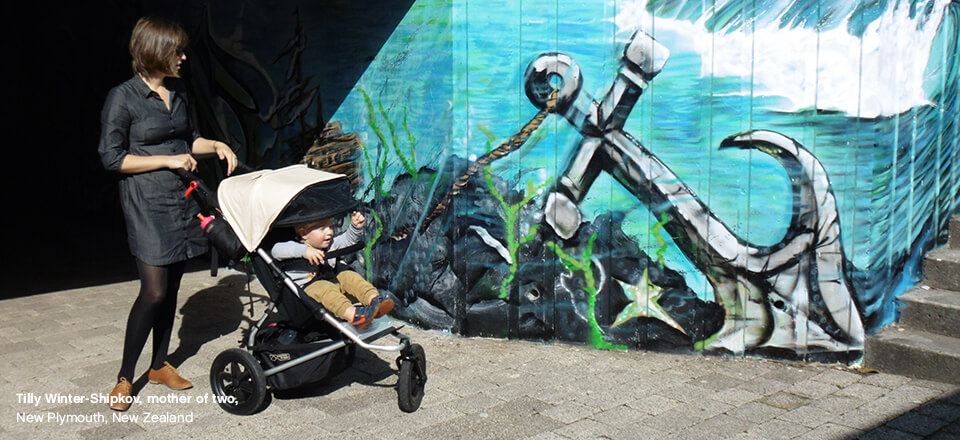 Tilly Winter-Shipkov, mother of two,
New Plymouth, New Zealand